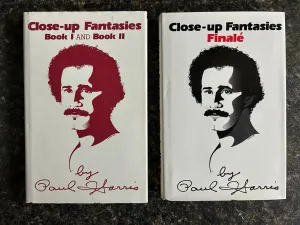 Close-up Fantasies
Book I AND Book II
by
Paul Harris
Close-up Fantasies
Finalé
by
Paul Harris